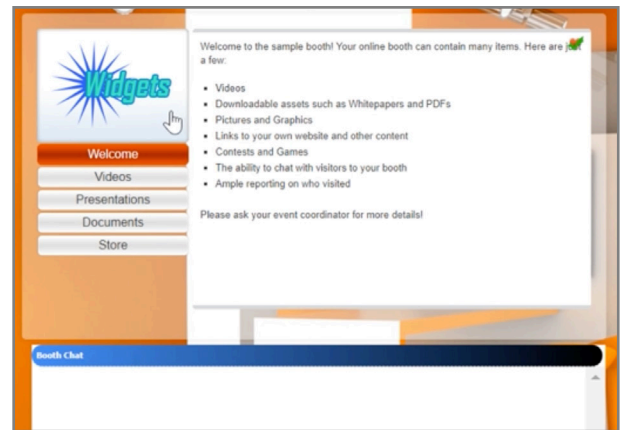 Widgets
Welcome
Videos
Presentations
Documents
Store
Welcome to the sample booth! Your online booth can contain many items. Here are just
a few:
• Videos
• Downloadable assets such as Whitepapers and PDFs
• Pictures and Graphics
• Links to your own website and other content
• Contests and Games
• The ability to chat with visitors to your booth
• Ample reporting on who visited
Please ask your event coordinator for more details!
Booth Chat